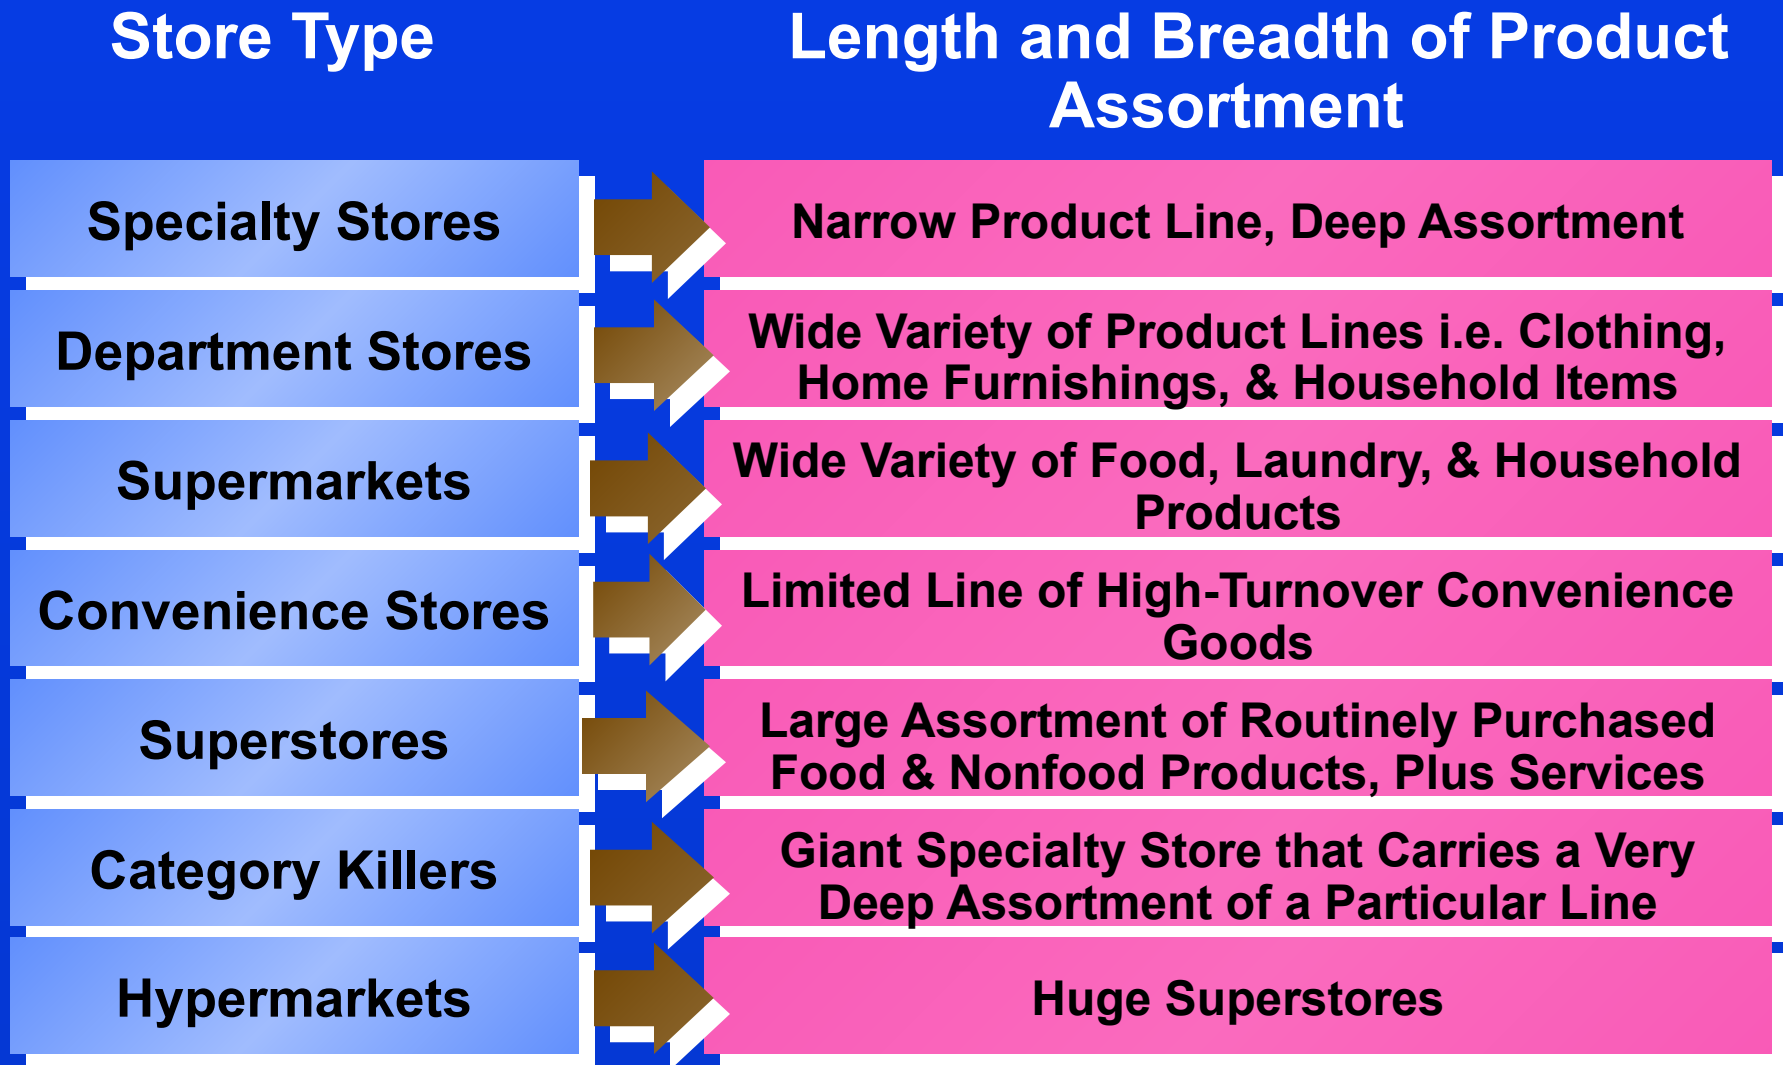 Store Type
Length and Breadth of Product
Assortment
Specialty Stores
Narrow Product Line, Deep Assortment
Department Stores
Wide Variety of Product Lines i.e. Clothing,
Home Furnishings, & Household Items
Supermarkets
Wide Variety of Food, Laundry, & Household
Products
Convenience Stores
Limited Line of High-Turnover Convenience
Goods
Superstores
Large Assortment of Routinely Purchased
Food & Nonfood Products, Plus Services
Category Killers
Giant Specialty Store that Carries a Very
Deep Assortment of a Particular Line
Hypermarkets
Huge Superstores